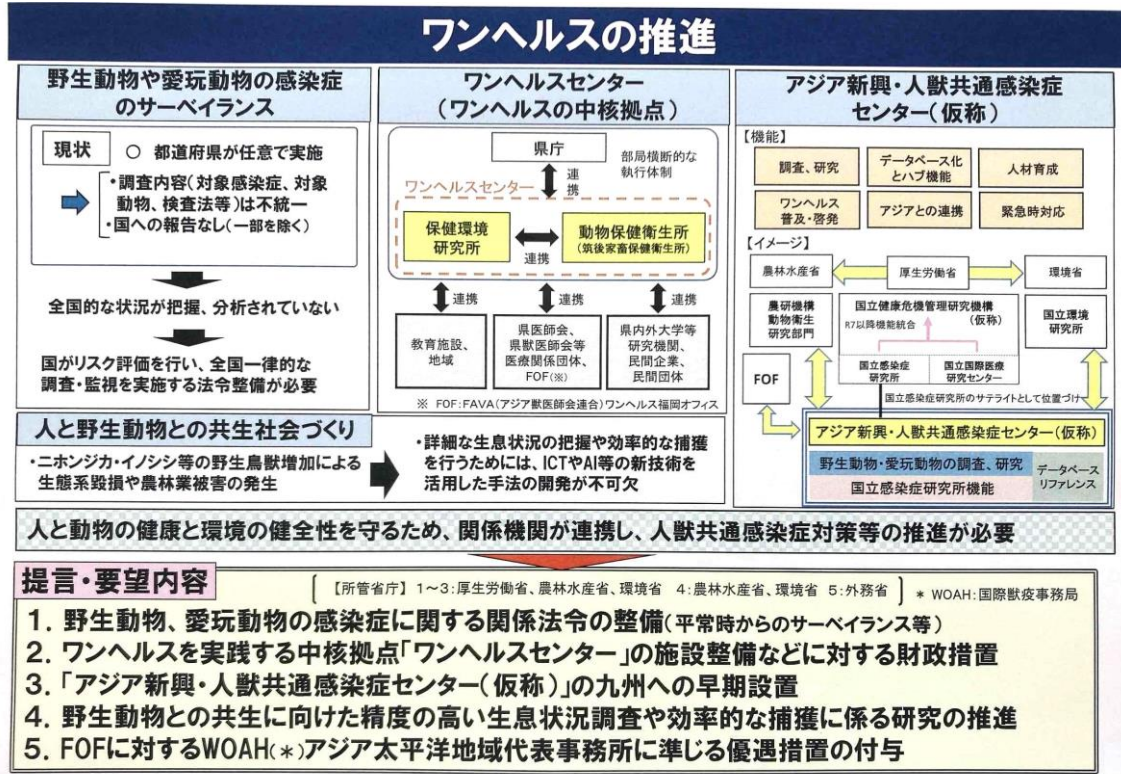 ワンヘルスの推進
野生動物や愛玩動物の感染症
のサーベイランス
現状
○ 都道府県が任意で実施
・調査内容(対象感染症、対象
動物、検査法等)は不統一
・国への報告なし(一部を除く)
全国的な状況が把握、分析されていない
国がリスク評価を行い、全国一律的な
調査・監視を実施する法令整備が必要
ワンヘルスセンター
(ワンヘルスの中核拠点)
県庁
部局横断的な
執行体制
連携
ワンヘルスセンター
保健環境
研究所
連携
動物保健衛生所
(筑後家畜保健衛生所)
連携
連携
連携
教育施設、
地域
県医師会、
県獣医師会等
医療関係団体、
FOF(※)
県内外大学等
研究機関、
民間企業、
民間団体
※ FOF:FAVA(アジア獣医師会連合)ワンヘルス福岡オフィス
アジア新興・人獣共通感染症
センター(仮称)
【機能】
調査、研究
データベース化
とハブ機能
人材育成
ワンヘルス
普及・啓発
アジアとの連携
緊急時対応
【イメージ】
農林水産省
厚生労働省
環境省
農研機構
動物衛生
研究部門
国立健康危機管理研究機構
(仮称)
R7以降機能統合
国立感染症
研究所
国立国際医療
研究センター
国立環境
研究所
FOF
国立感染症研究所のサテライトとして位置づけ
アジア新興・人獣共通感染症センター(仮称)
野生動物・愛玩動物の調査、研究
国立感染症研究所機能
データベース
リファレンス
人と野生動物との共生社会づくり
・ニホンジカ・イノシシ等の野生鳥獣増加による
生態系毀損や農林業被害の発生
・詳細な生息状況の把握や効率的な捕獲
を行うためには、ICTやAI等の新技術を
活用した手法の開発が不可欠
人と動物の健康と環境の健全性を守るため、関係機関が連携し、人獣共通感染症対策等の推進が必要
提言・要望内容
【所管省庁】 1~3:厚生労働省、農林水産省、環境省 4:農林水産省、環境省 5:外務省
* WOAH:国際獣疫事務局
1. 野生動物、愛玩動物の感染症に関する関係法令の整備(平常時からのサーベイランス等)
2. ワンヘルスを実践する中核拠点「ワンヘルスセンター」の施設整備などに対する財政措置
3. 「アジア新興・人獣共通感染症センター(仮称)」の九州への早期設置
4. 野生動物との共生に向けた精度の高い生息状況調査や効率的な捕獲に係る研究の推進
5. FOFに対するWOAH(*)アジア太平洋地域代表事務所に準じる優遇措置の付与